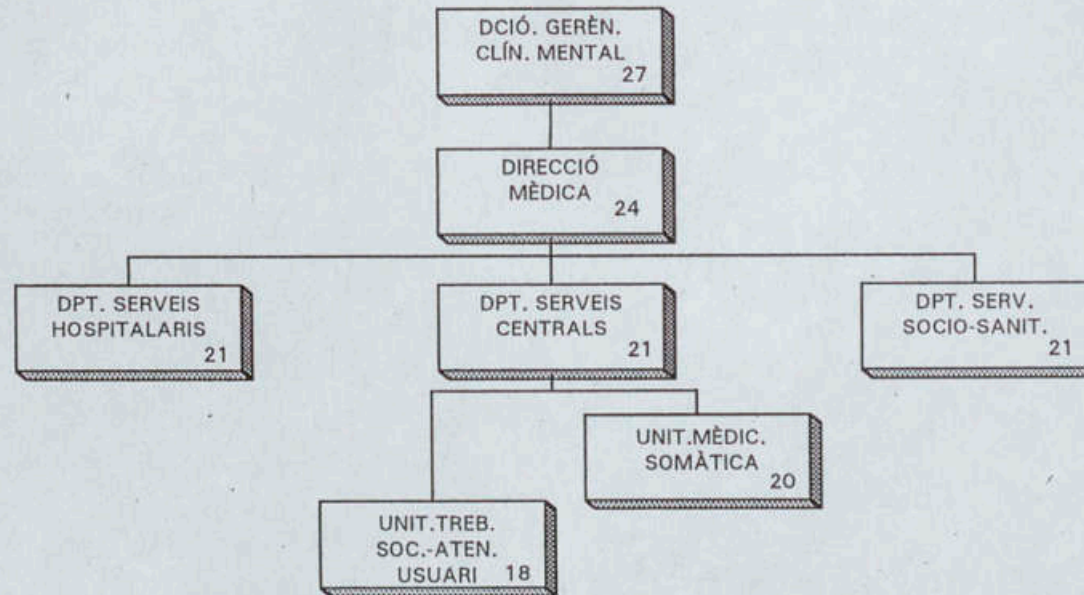 DCIÓ. GERÈN.
CLÍN. MENTAL
27
DIRECCIÓ
MÈDICA
24
DPT. SERVEIS
HOSPITALARIS
21
DPT. SERVEIS
CENTRALS
21
DPT. SERV.
SOCIO-SANIT.
21
UNIT.MÈDIC.
SOMÀTICA
20
UNIT.TREB.
SOC.-ATEN.
USUARI 18